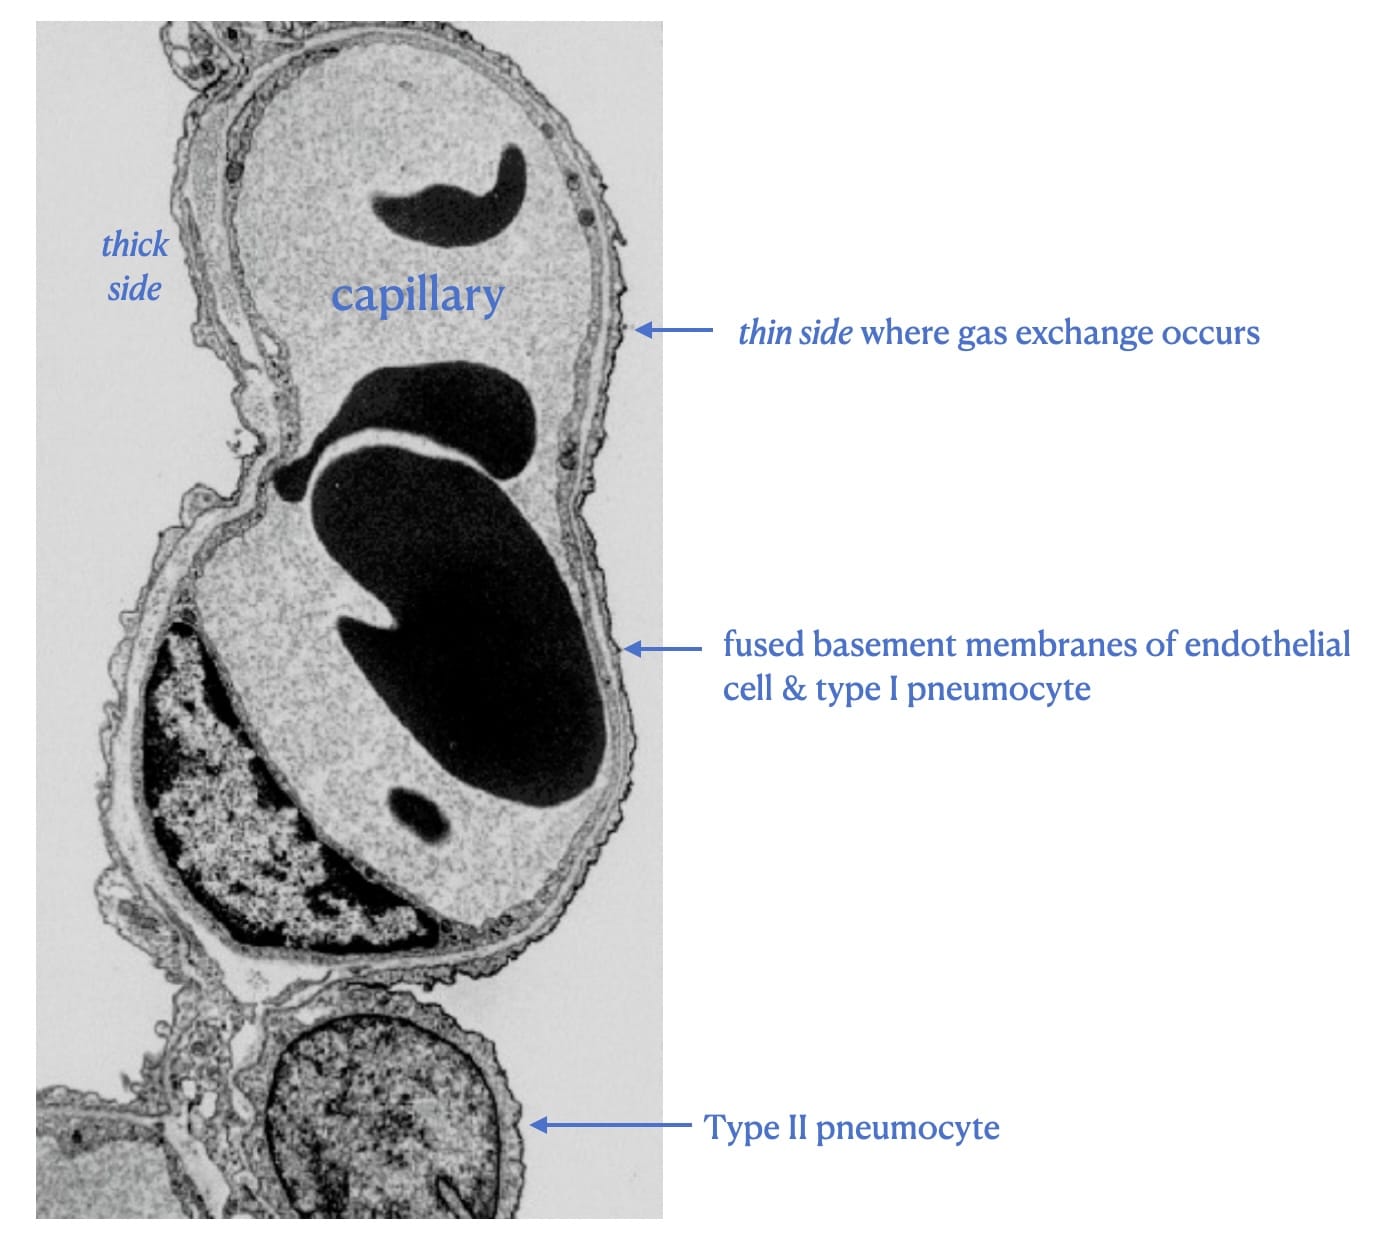 thick
side
capillary
thin side where gas exchange occurs
fused basement membranes of endothelial
cell & type I pneumocyte
Type II pneumocyte